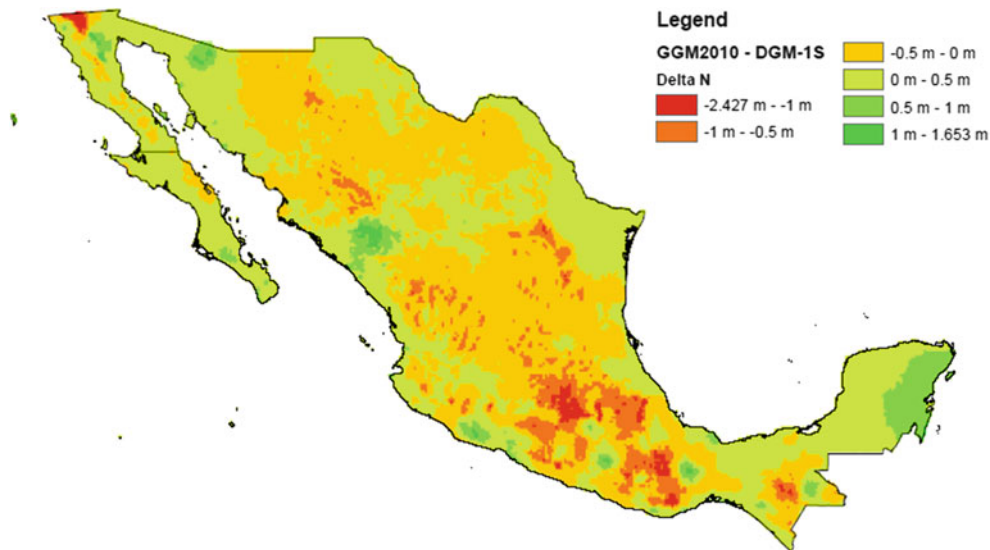 Legend
GGM2010 - DGM-1S
Delta N
-2.427 m - -1 m
-1 m - -0.5 m
-0.5 m - 0 m
0 m - 0.5 m
0.5 m - 1 m
1 m - 1.653 m